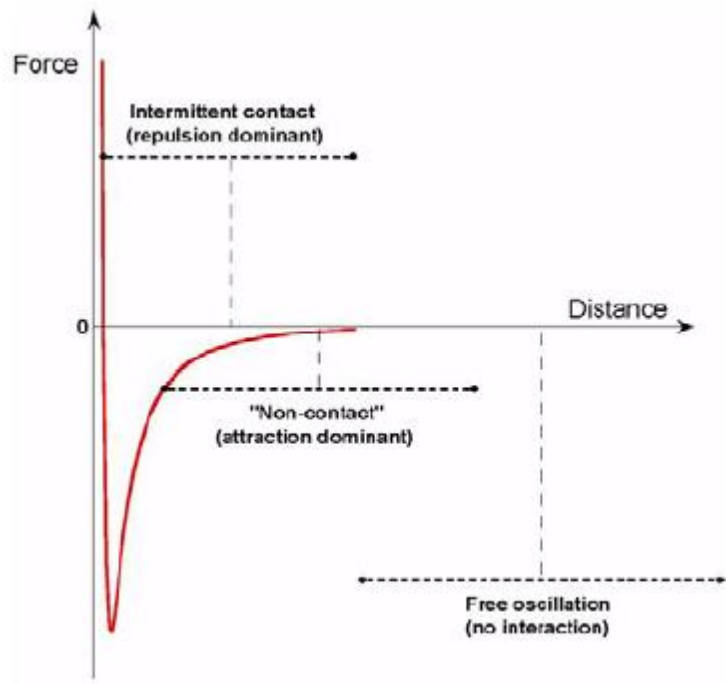 Force
Intermittent contact
(repulsion dominant)
0
Distance
"Non-contact"
(attraction dominant)
Free oscillation
(no interaction)